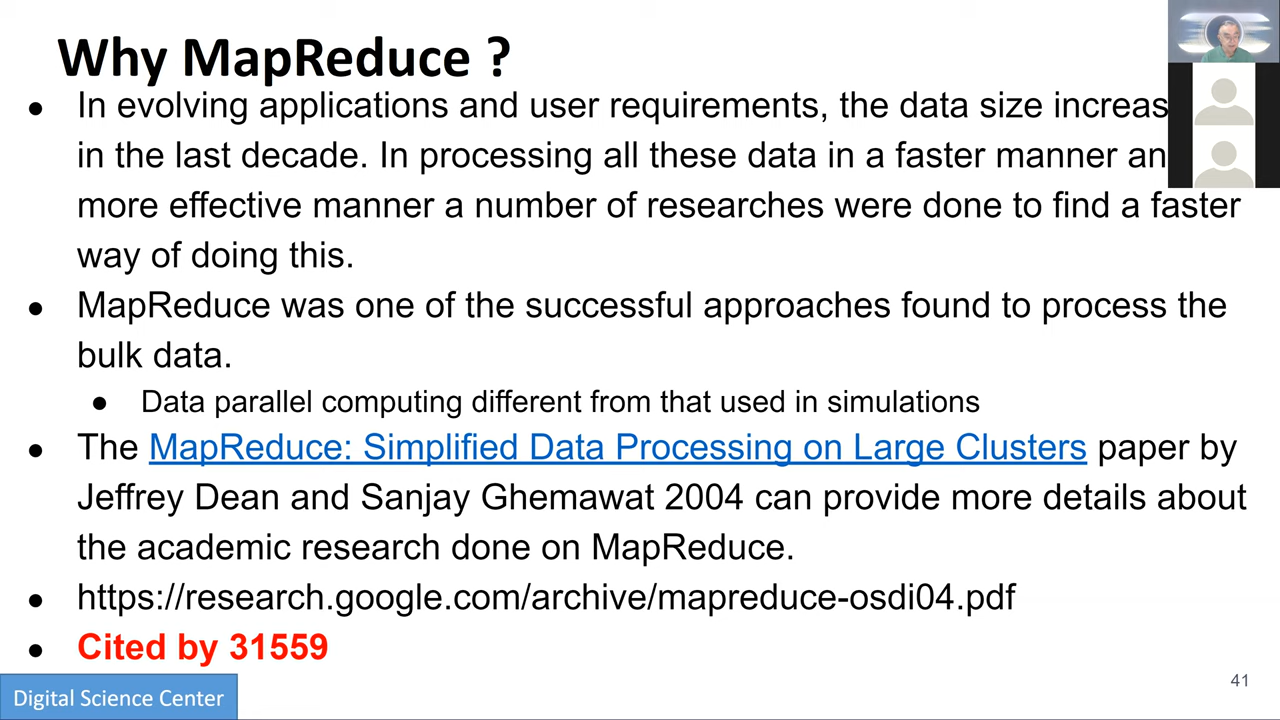 Why MapReduce ?
● In evolving applications and user requirements, the data size increas
in the last decade. In processing all these data in a faster manner an
more effective manner a number of researches were done to find a faster
way of doing this.
● MapReduce was one of the successful approaches found to process the
bulk data.
● Data parallel computing different from that used in simulations
● The MapReduce: Simplified Data Processing on Large Clusters paper by
Jeffrey Dean and Sanjay Ghemawat 2004 can provide more details about
the academic research done on MapReduce.
● https://research.google.com/archive/mapreduce-osdi04.pdf
● Cited by 31559
Digital Science Center
41